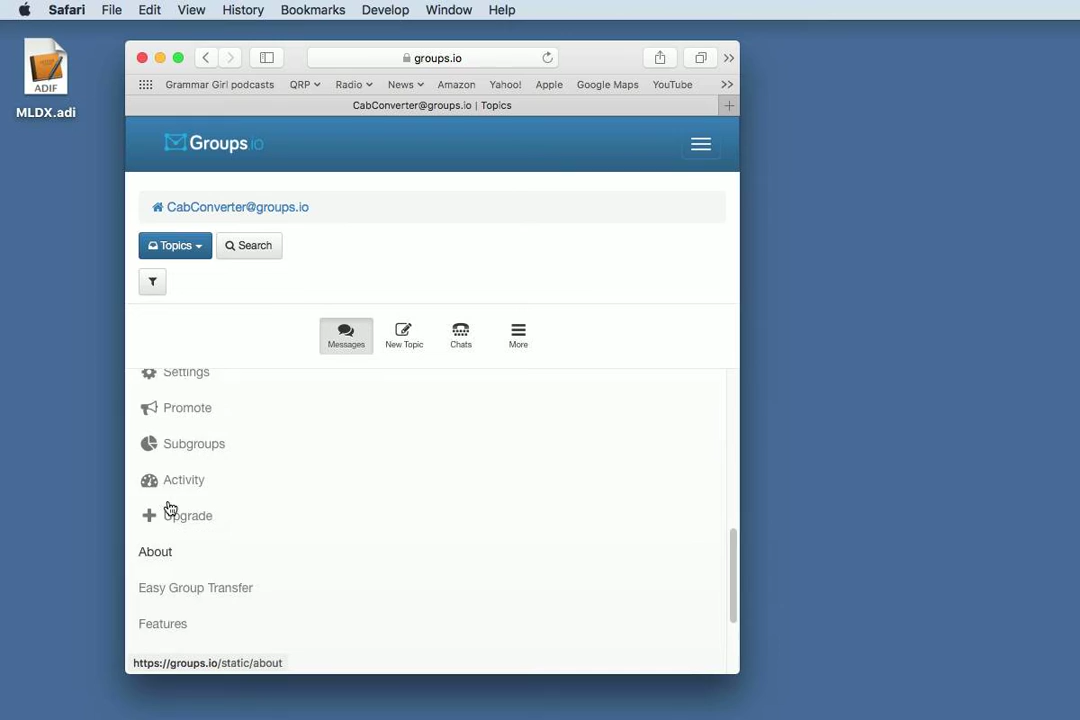 Safari File Edit View History Bookmarks Develop Window Help
ADIF
MLDX.adi
groups.io
Grammar Girl podcasts QRP Radio News Amazon Yahoo! Apple Google Maps YouTube
CabConverter@groups.io | Topics
Groups.io
CabConverter@groups.io
Topics Search
Messages New Topic Chats More
Settings
Promote
Subgroups
Activity
Upgrade
About
Easy Group Transfer
Features
https://groups.io/static/about